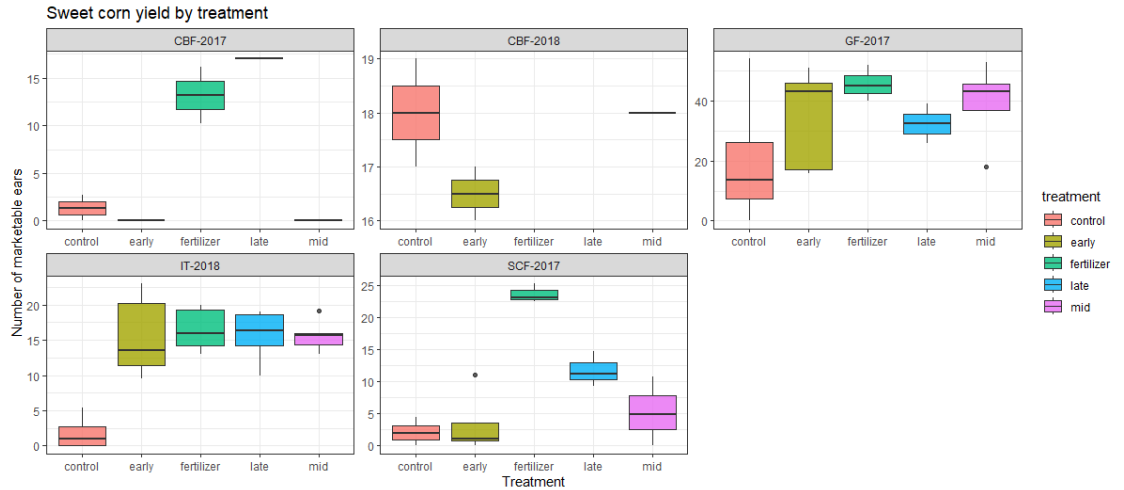 Sweet corn yield by treatment
CBF-2017
CBF-2018
GF-2017
15
10
5
0
19
18
17
16
40
20
0
control early fertilizer late mid
control early fertilizer late mid
control early fertilizer late mid
IT-2018
SCF-2017
20
15
10
5
0
25
20
15
10
5
0
control early fertilizer late mid
control early fertilizer late mid
Number of marketable ears
Treatment
treatment
control
early
fertilizer
late
mid